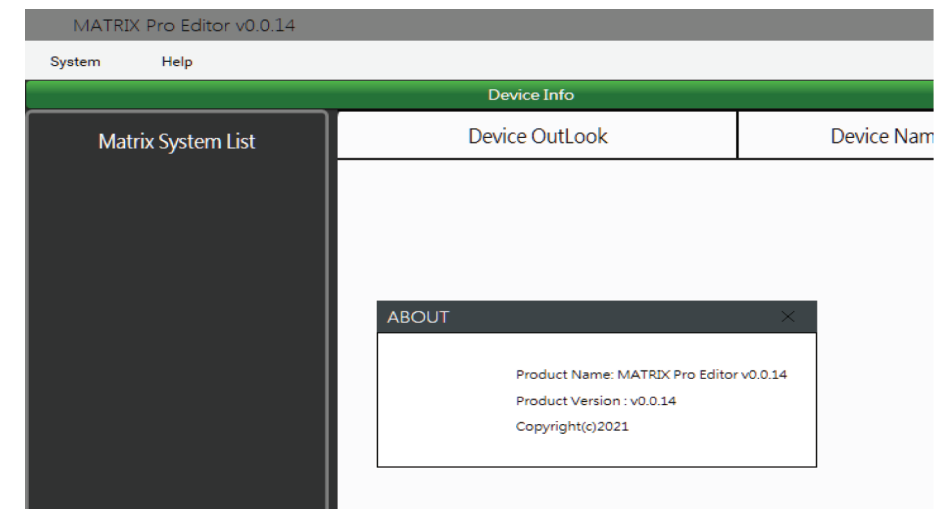 MATRIX Pro Editor v0.0.14
System Help
Device Info
Matrix System List
Device OutLook
Device Nam
ABOUT
Product Name: MATRIX Pro Editor v0.0.14
Product Version : v0.0.14
Copyright(c)2021